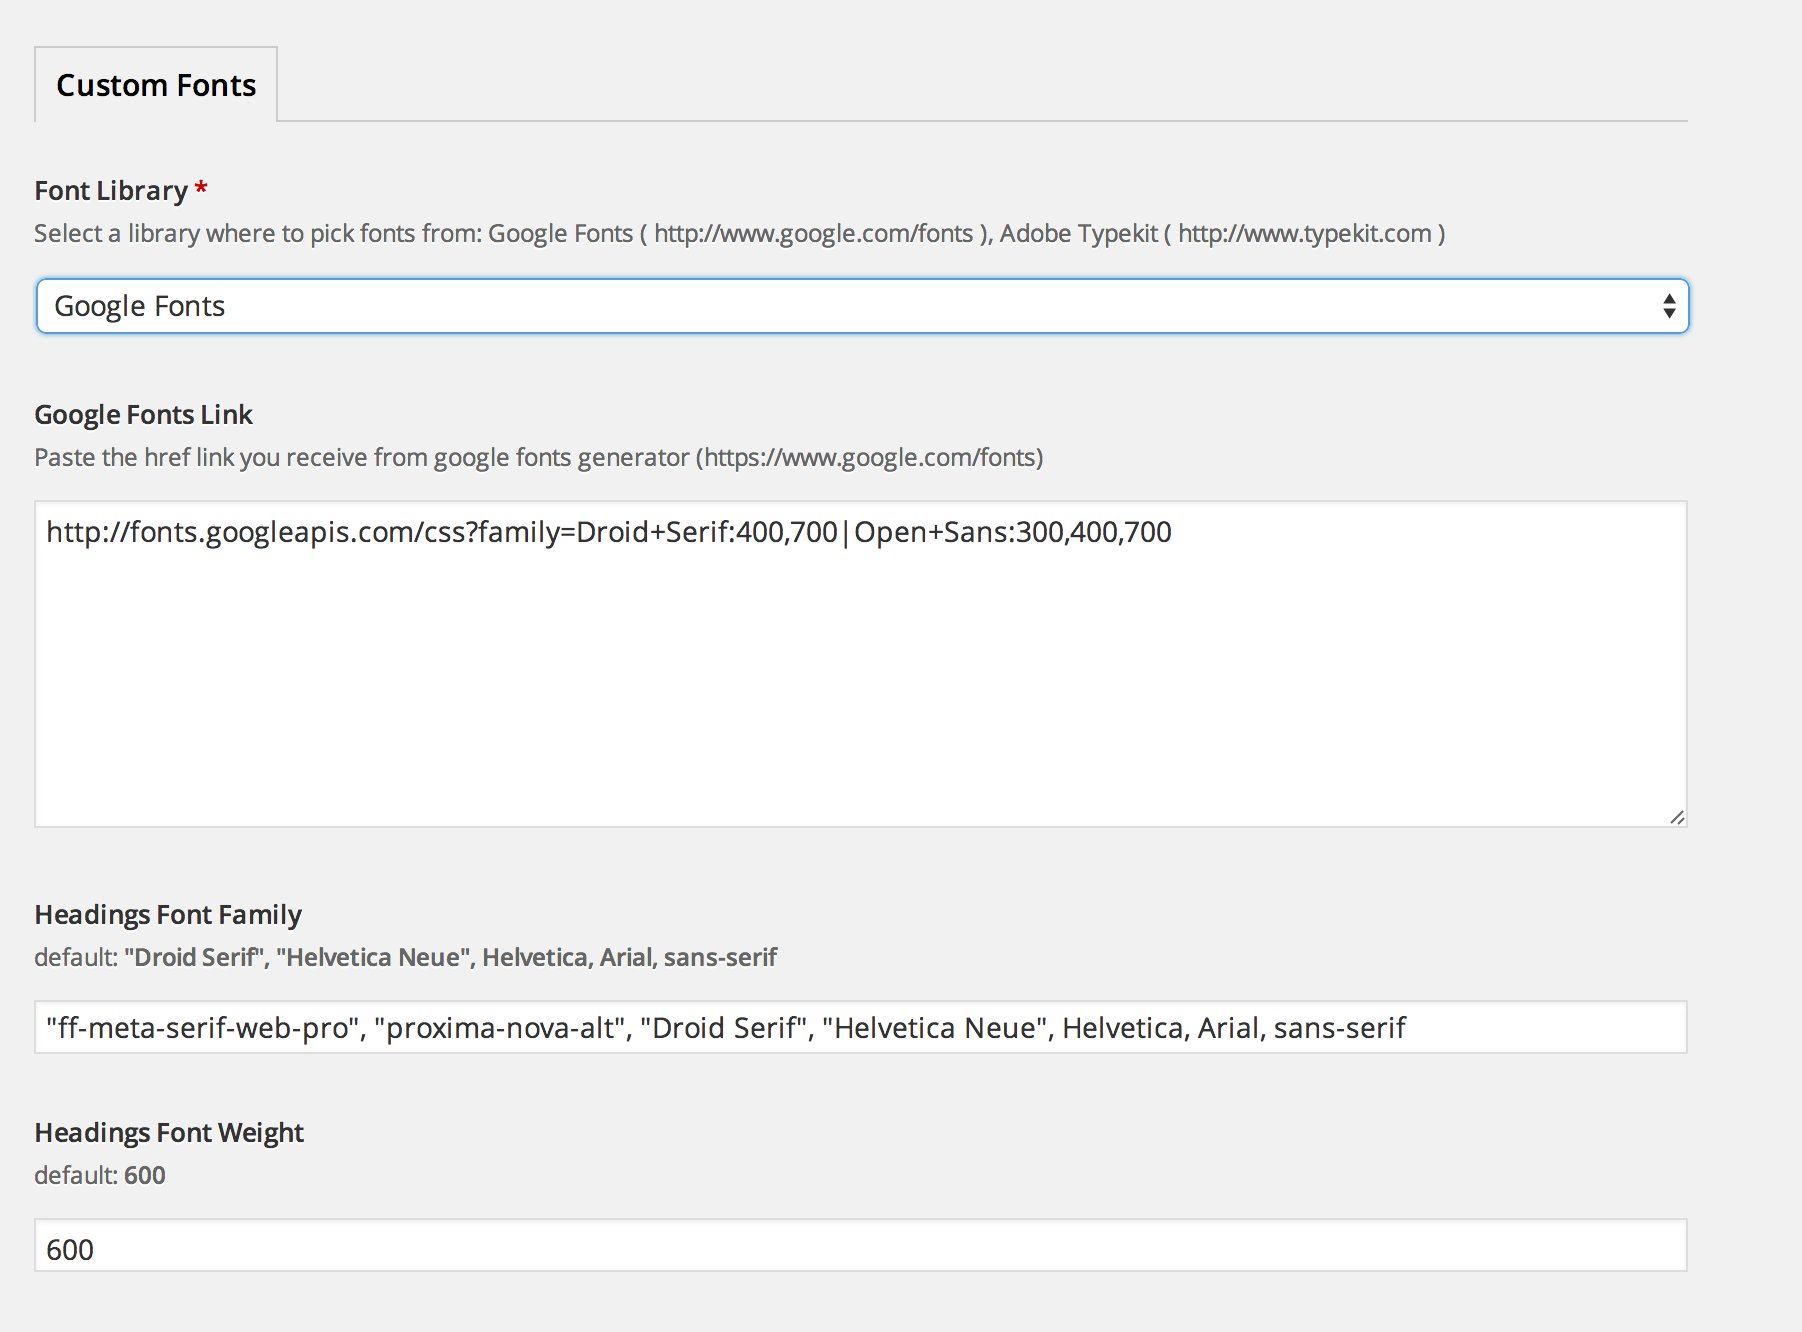 Custom Fonts
Font Library *
Select a library where to pick fonts from: Google Fonts ( http://www.google.com/fonts ), Adobe Typekit ( http://www.typekit.com )
Google Fonts
Google Fonts Link
Paste the href link you receive from google fonts generator (https://www.google.com/fonts)
http://fonts.googleapis.com/css?family=Droid+Serif:400,700|Open+Sans:300,400,700
Headings Font Family
default: "Droid Serif", "Helvetica Neue", Helvetica, Arial, sans-serif
"ff-meta-serif-web-pro", "proxima-nova-alt", "Droid Serif", "Helvetica Neue", Helvetica, Arial, sans-serif
Headings Font Weight
default: 600
600